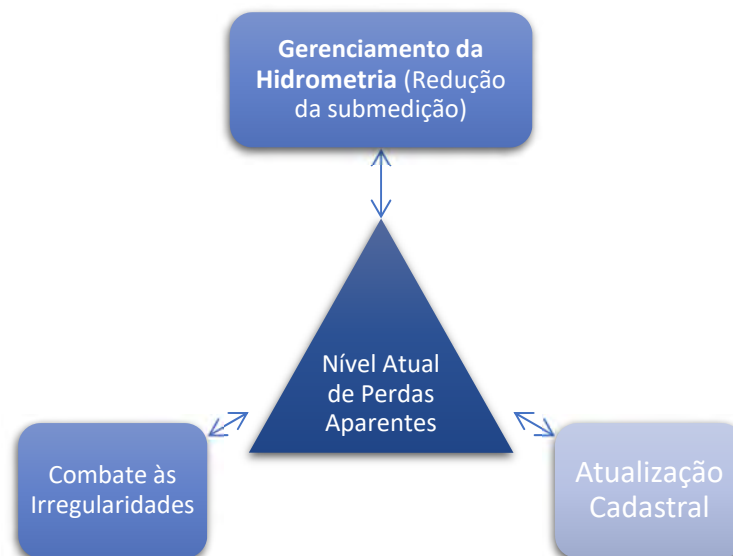 Gerenciamento da
Hidrometria (Redução
da submedição)
Nível Atual
de Perdas
Aparentes
Combate às
Irregularidades
Atualização
Cadastral